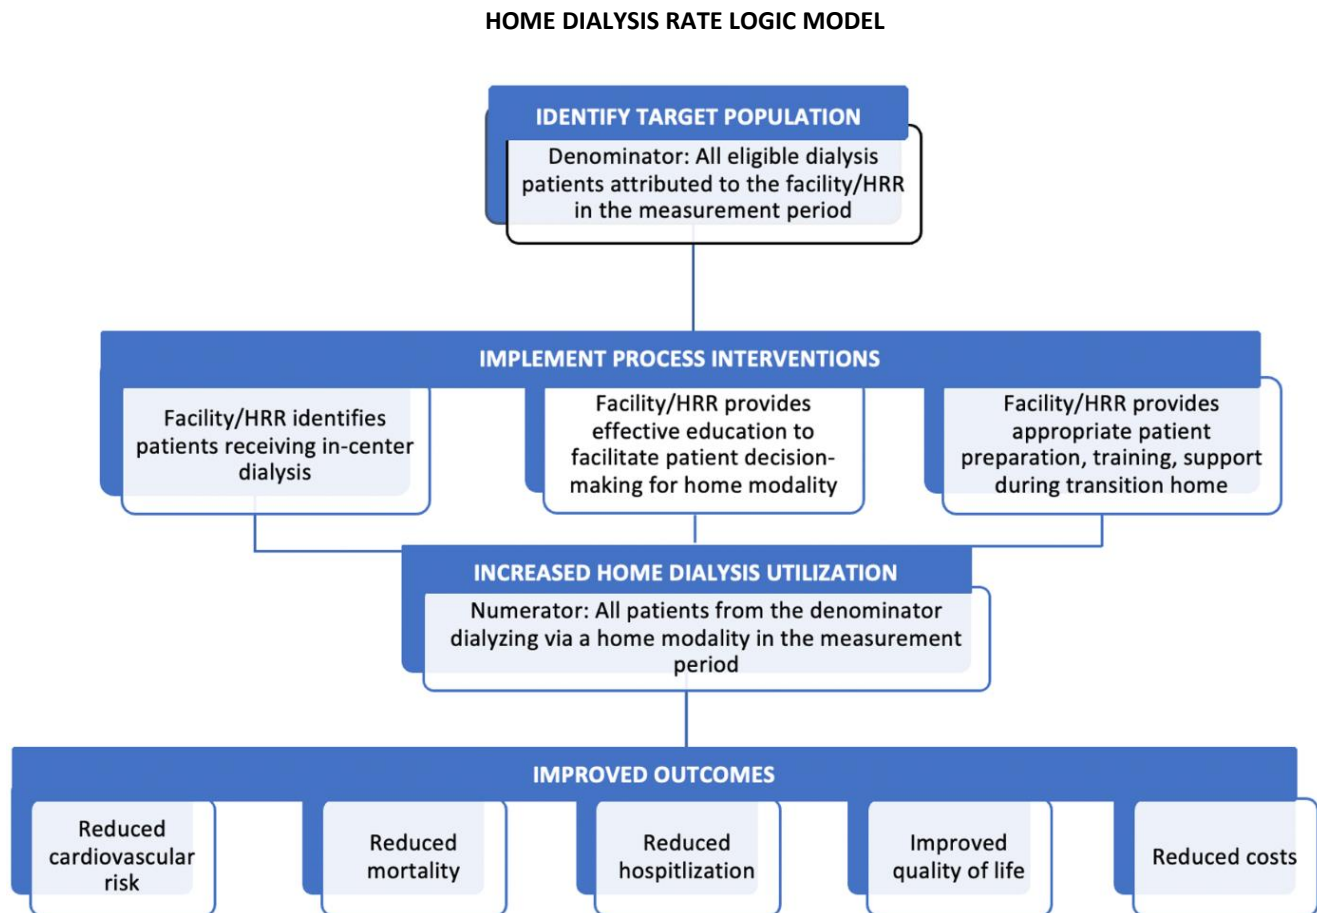 HOME DIALYSIS RATE LOGIC MODEL
IDENTIFY TARGET POPULATION
Denominator: All eligible dialysis
patients attributed to the facility/HRR
in the measurement period
IMPLEMENT PROCESS INTERVENTIONS
Facility/HRR identifies
patients receiving in-center
dialysis
Facility/HRR provides
effective education to
facilitate patient decision-
making for home modality
Facility/HRR provides
appropriate patient
preparation, training, support
during transition home
INCREASED HOME DIALYSIS UTILIZATION
Numerator: All patients from the denominator
dialyzing via a home modality in the measurement
period
IMPROVED OUTCOMES
Reduced
cardiovascular
risk
Reduced
mortality
Reduced
hospitlization
Improved
quality of life
Reduced costs